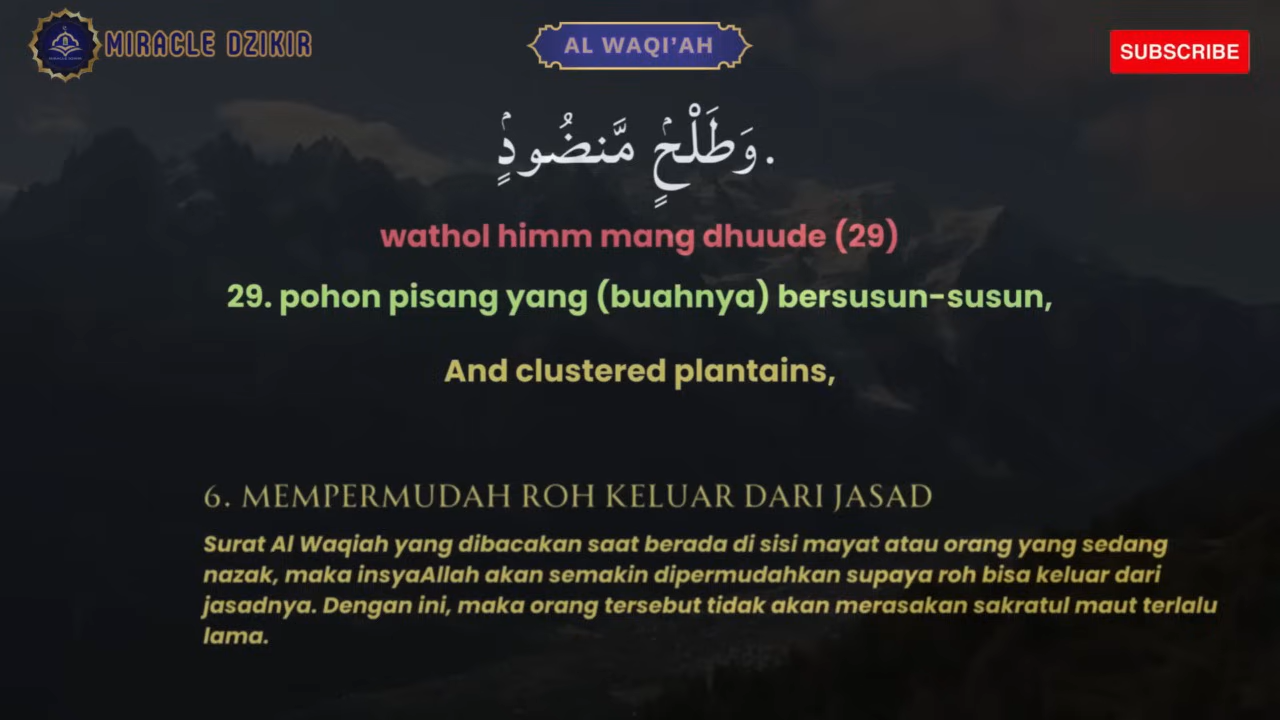 MIRACLE DZIKIR
AL WAQI'AH
SUBSCRIBE
وَطَلْحٍۢ مَّنضُودٍۢ.
wathol himm mang dhuude (29)
29. pohon pisang yang (buahnya) bersusun-susun,
And clustered plantains,
6. MEMPERMUDAH ROH KELUAR DARI JASAD
Surat Al Waqiah yang dibacakan saat berada di sisi mayat atau orang yang sedang
nazak, maka insyaAllah akan semakin dipermudahkan supaya roh bisa keluar dari
jasadnya. Dengan ini, maka orang tersebut tidak akan merasakan sakratul maut terlalu
lama.